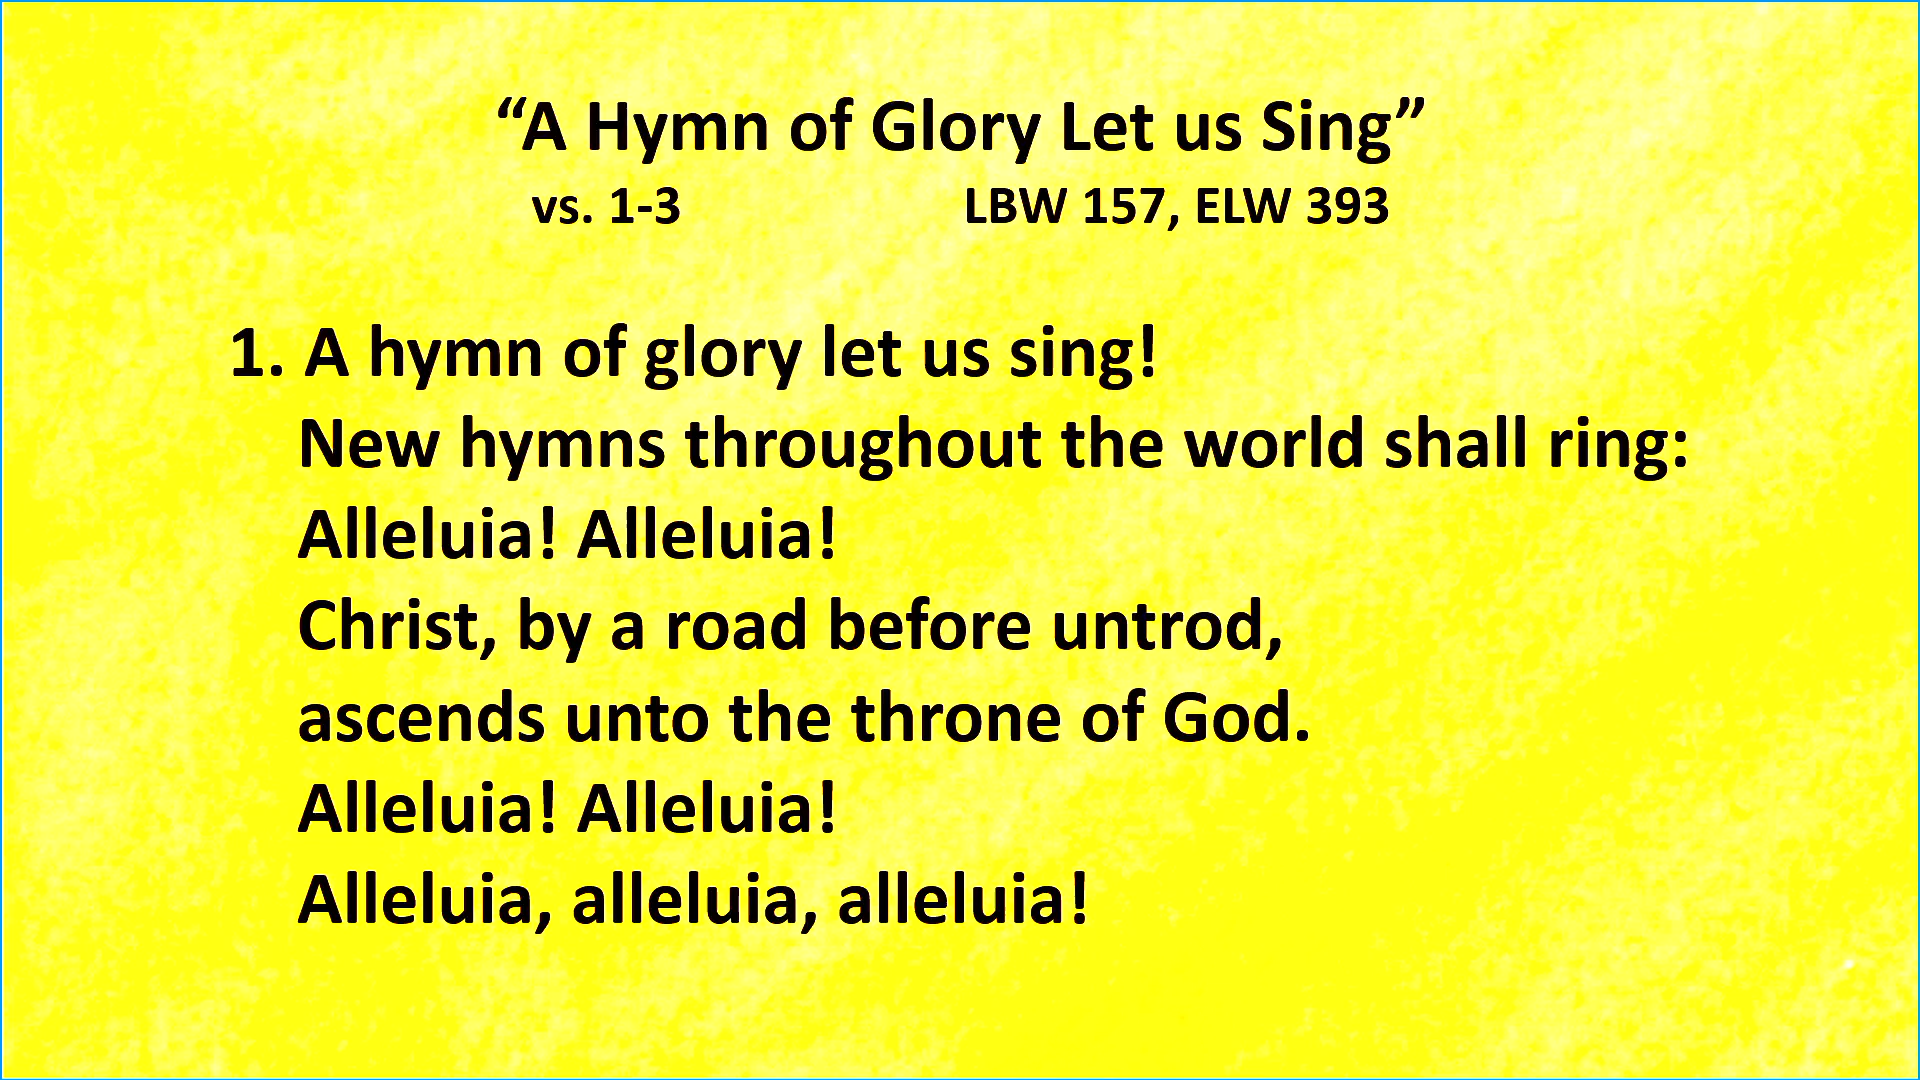 “A Hymn of Glory Let us Sing”
vs. 1-3 LBW 157, ELW 393
1. A hymn of glory let us sing!
New hymns throughout the world shall ring:
Alleluia! Alleluia!
Christ, by a road before untrod,
ascends unto the throne of God.
Alleluia! Alleluia!
Alleluia, alleluia, alleluia!